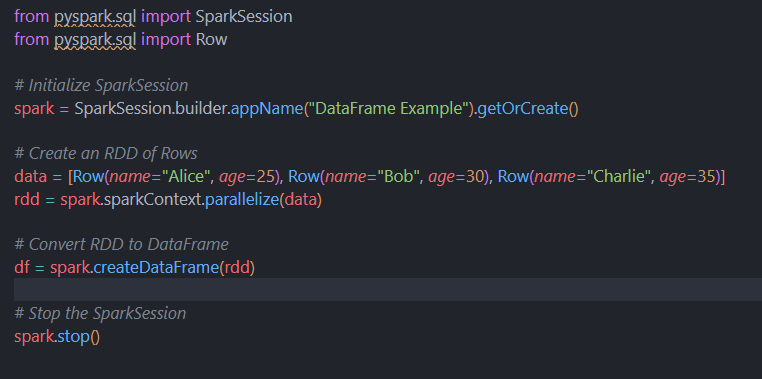 from pyspark.sql import SparkSession
from pyspark.sql import Row
# Initialize SparkSession
spark = SparkSession.builder.appName("DataFrame Example").getOrCreate()
# Create an RDD of Rows
data = [Row(name="Alice", age=25), Row(name="Bob", age=30), Row(name="Charlie", age=35)]
rdd = spark.sparkContext.parallelize(data)
# Convert RDD to DataFrame
df = spark.createDataFrame(rdd)
# Stop the SparkSession
spark.stop()